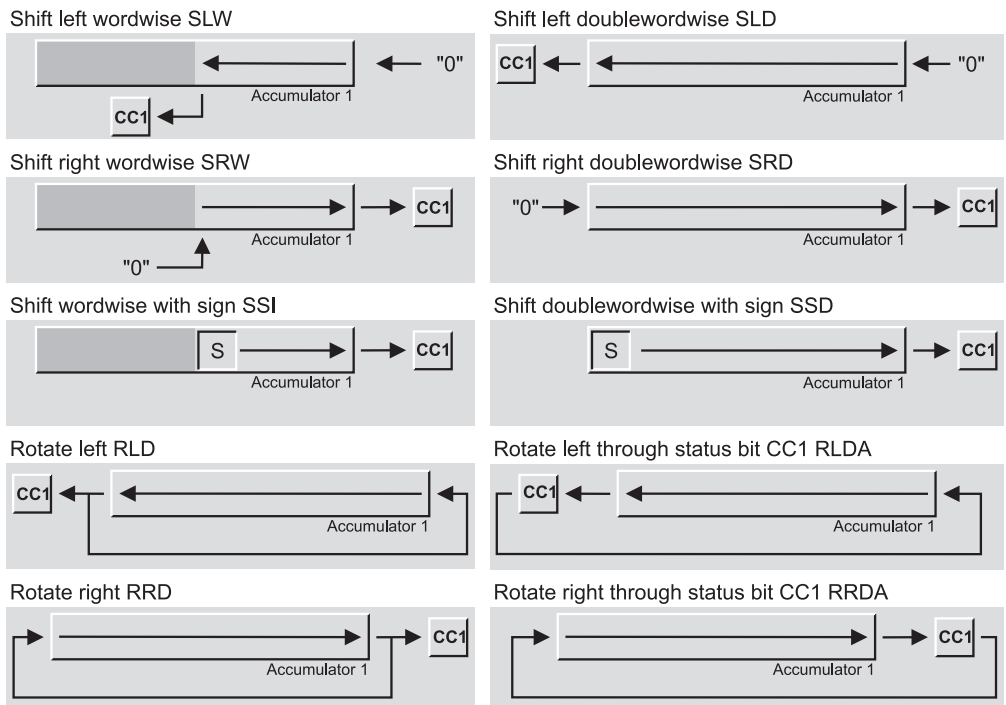 Shift left wordwise SLW
"0"
Accumulator 1
CC1
Shift left doublewordwise SLD
CC1
"0"
Accumulator 1
Shift right wordwise SRW
CC1
Accumulator 1
"0"
Shift right doublewordwise SRD
"0"
CC1
Accumulator 1
Shift wordwise with sign SSI
S
CC1
Accumulator 1
Shift doublewordwise with sign SSD
S
CC1
Accumulator 1
Rotate left RLD
CC1
Accumulator 1
Rotate left through status bit CC1 RLDA
CC1
Accumulator 1
Rotate right RRD
CC1
Accumulator 1
Rotate right through status bit CC1 RRDA
CC1
Accumulator 1